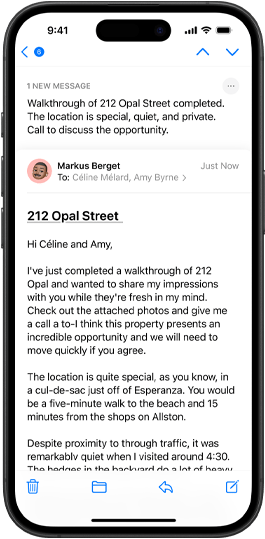 9:41
6
1 NEW MESSAGE
Walkthrough of 212 Opal Street completed.
The location is special, quiet, and private.
Call to discuss the opportunity.
Markus Berget
Just Now
To: Céline Mélard, Amy Byrne
212 Opal Street
Hi Céline and Amy,
I've just completed a walkthrough of 212
Opal and wanted to share my impressions
with you while they're fresh in my mind.
Check out the attached photos and give me
a call a to-I think this property presents an
incredible opportunity and we will need to
move quickly if you agree.
The location is quite special, as you know, in
a cul-de-sac just off of Esperanza. You would
be a five-minute walk to the beach and 15
minutes from the shops on Allston.
Despite proximity to through traffic, it was
remarkably quiet when I visited around 4:30.
The hedges in the backyard do a lot of heavy